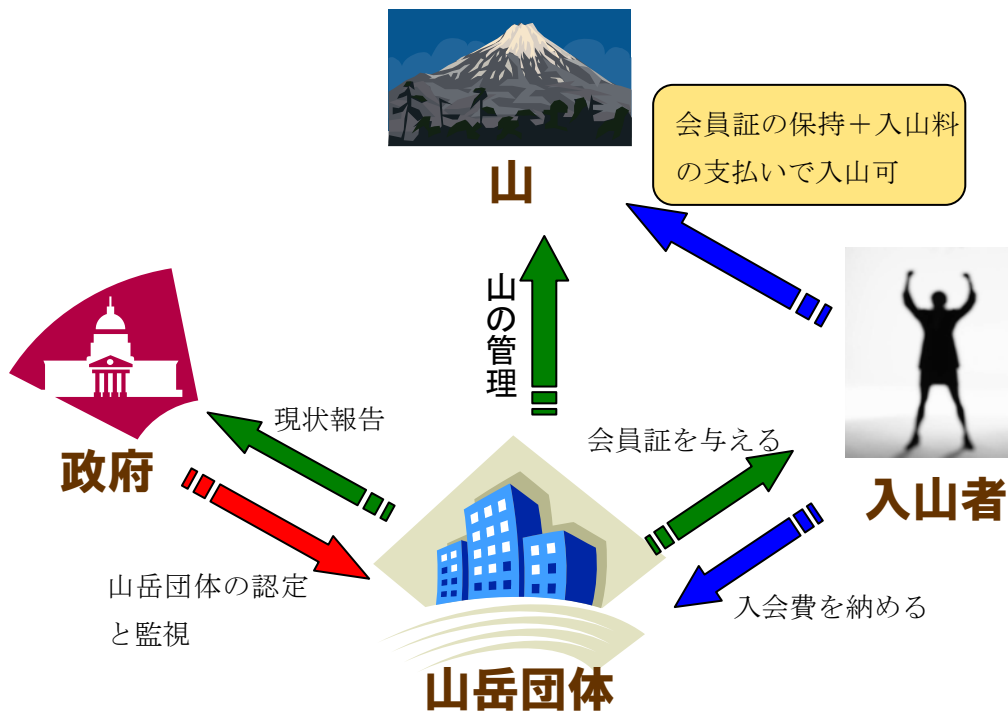 会員証の保持＋入山料
の支払いで入山可
山
山の管理
現状報告
会員証を与える
政府
入山者
山岳団体の認定
と監視
入会費を納める
山岳団体